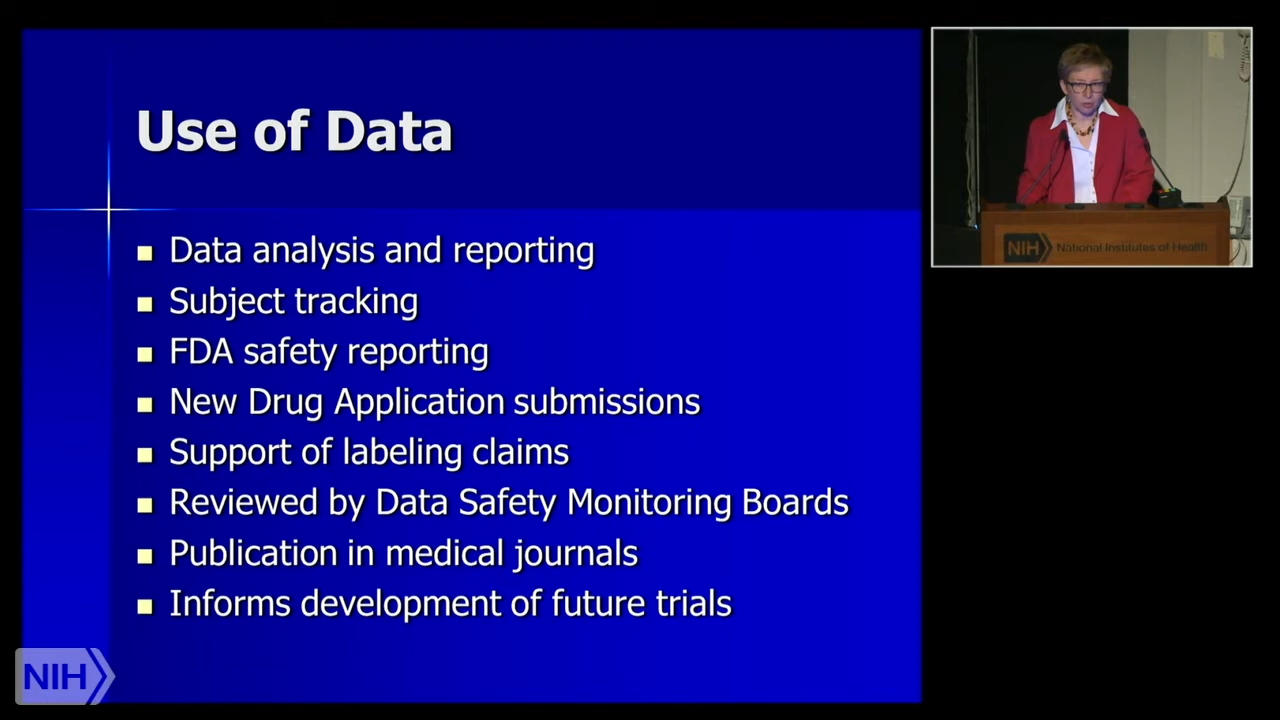 Use of Data
Data analysis and reporting
Subject tracking
FDA safety reporting
New Drug Application submissions
Support of labeling claims
Reviewed by Data Safety Monitoring Boards
Publication in medical journals
Informs development of future trials
NIH
NIH National Institutes of Health